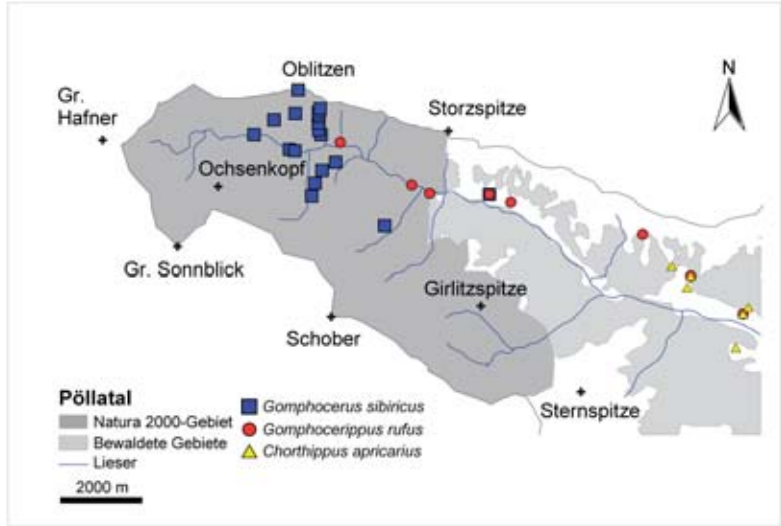 Oblitzen
N
Gr.
Hafner
Storzspitze
Ochsenkopf
Gr. Sonnblick
Girlitzspitze
Schober
Sternspitze
Pöllatal
Natura 2000-Gebiet
Bewaldete Gebiete
Lieser
2000 m
Gomphocerus sibiricus
Gomphocerippus rufus
Chorthippus apricarius